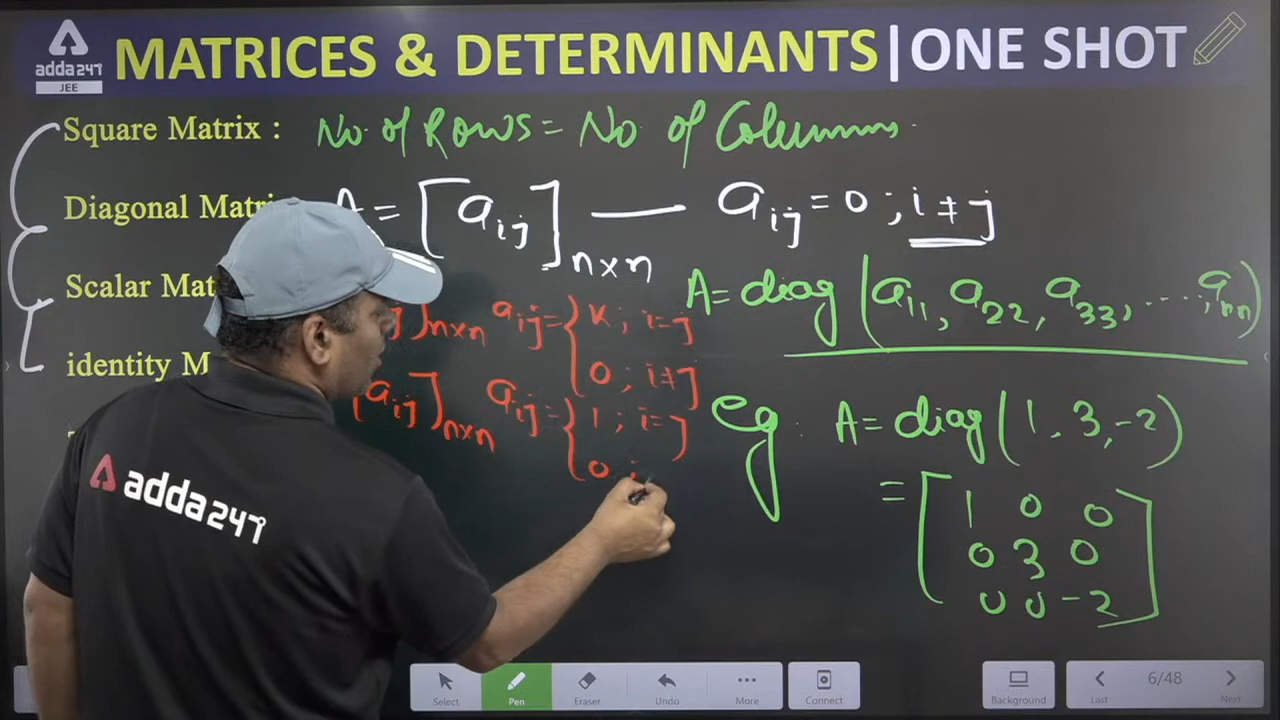 adda247
JEE
MATRICES & DETERMINANTS | ONE SHOT
Square Matrix : No of Rows = No of Columns.
Diagonal Matri A = [aij]n×n — aij = 0 ; i ≠ j
A = diag (a11, a22, a33, ....., ann)
Scalar Mat ]n×n aij = { K ; i = j
0 ; i ≠ j
identity M [aij]n×n aij = { 1 ; i = j
0 ;
eg. A = diag (1, 3, -2)
= [ 1 0 0
0 3 0
0 0 -2 ]
adda247
Select
Pen
Eraser
Undo
More
Connect
Background
Last
6/48
Next